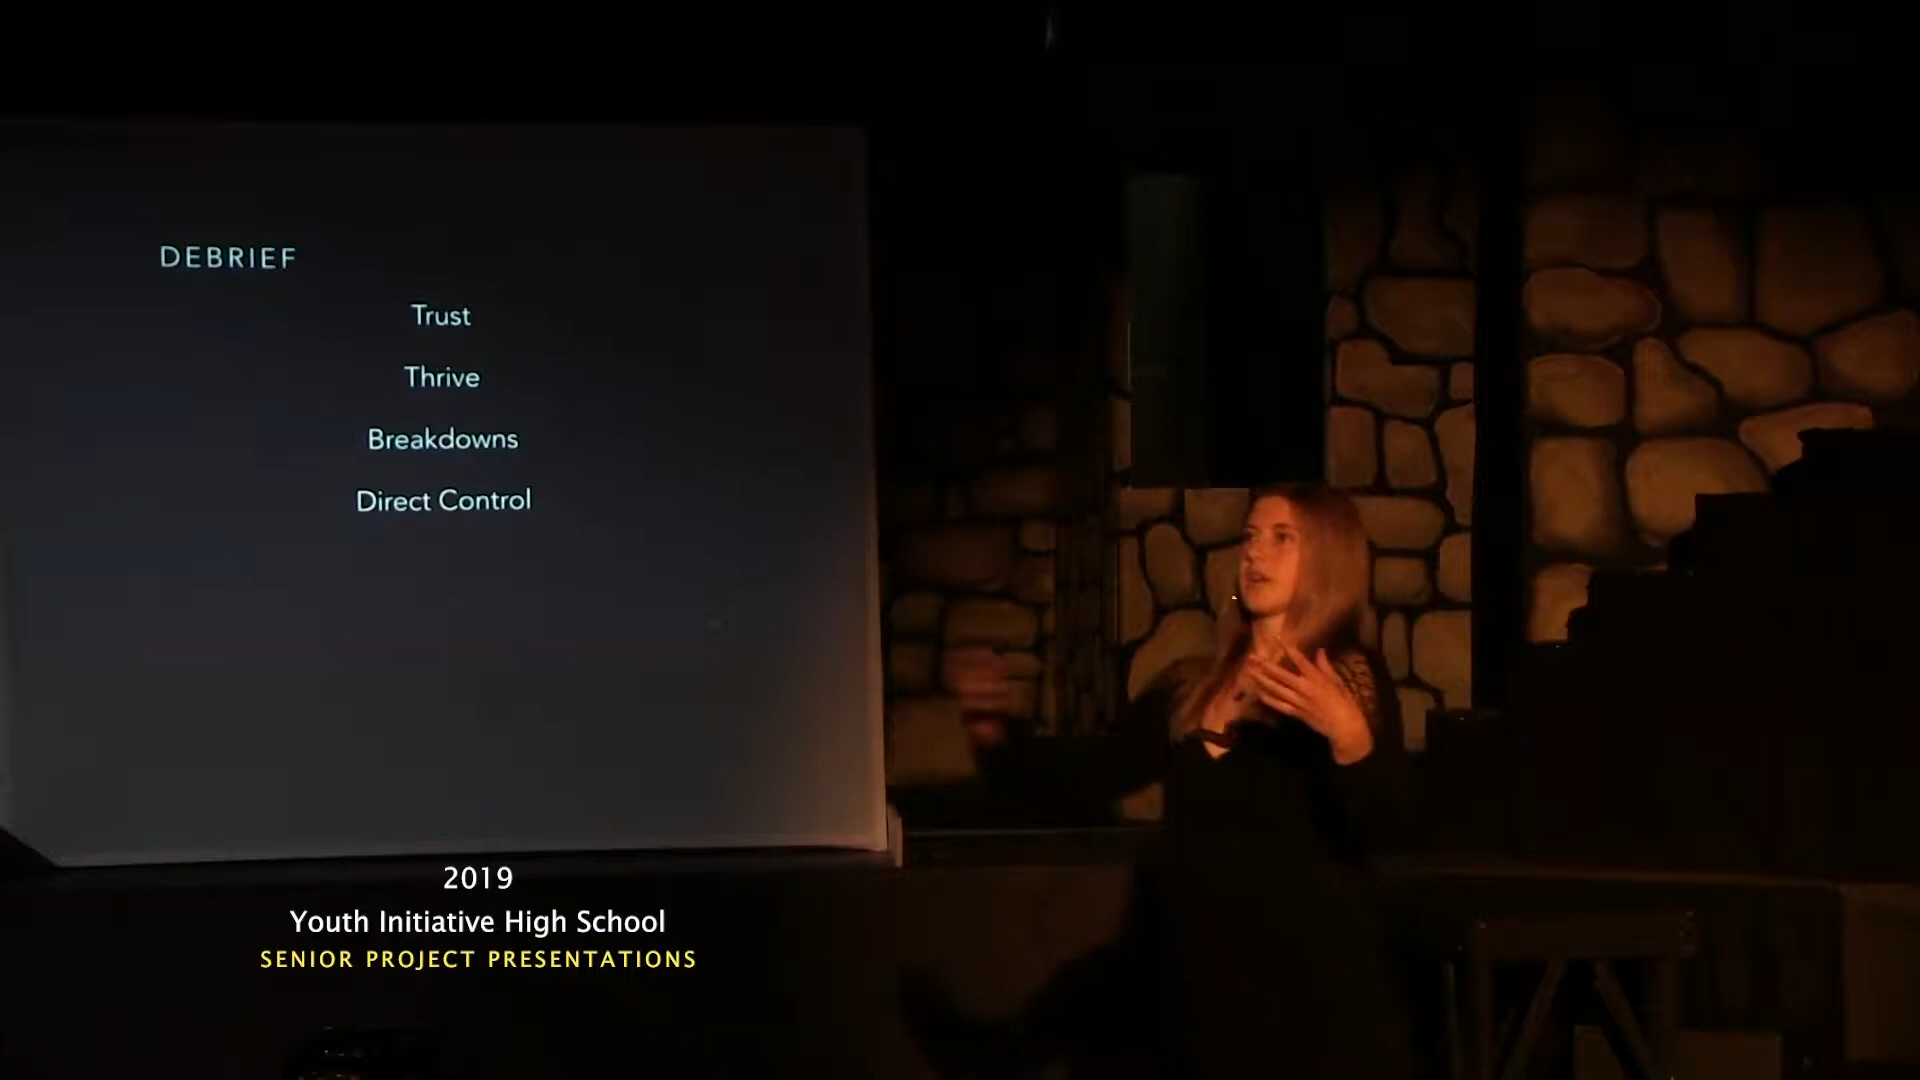 DEBRIEF
Trust
Thrive
Breakdowns
Direct Control
2019
Youth Initiative High School
SENIOR PROJECT PRESENTATIONS